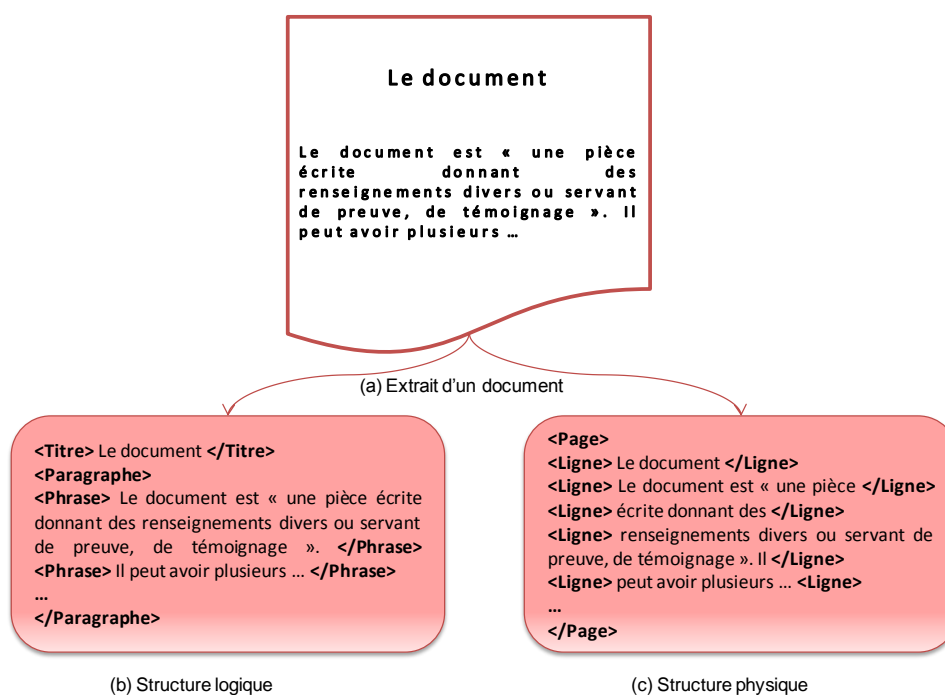 Le document
Le document est « une pièce
écrite donnant des
renseignements divers ou servant
de preuve, de témoignage ». Il
peut avoir plusieurs …
(a) Extrait d'un document
<Titre> Le document </Titre>
<Paragraphe>
<Phrase> Le document est « une pièce écrite
donnant des renseignements divers ou servant
de preuve, de témoignage ». </Phrase>
<Phrase> Il peut avoir plusieurs … </Phrase>
…
</Paragraphe>
(b) Structure logique
<Page>
<Ligne> Le document </Ligne>
<Ligne> Le document est « une pièce </Ligne>
<Ligne> écrite donnant des </Ligne>
<Ligne> renseignements divers ou servant de
preuve, de témoignage ». Il </Ligne>
<Ligne> peut avoir plusieurs … <Ligne>
…
</Page>
(c) Structure physique